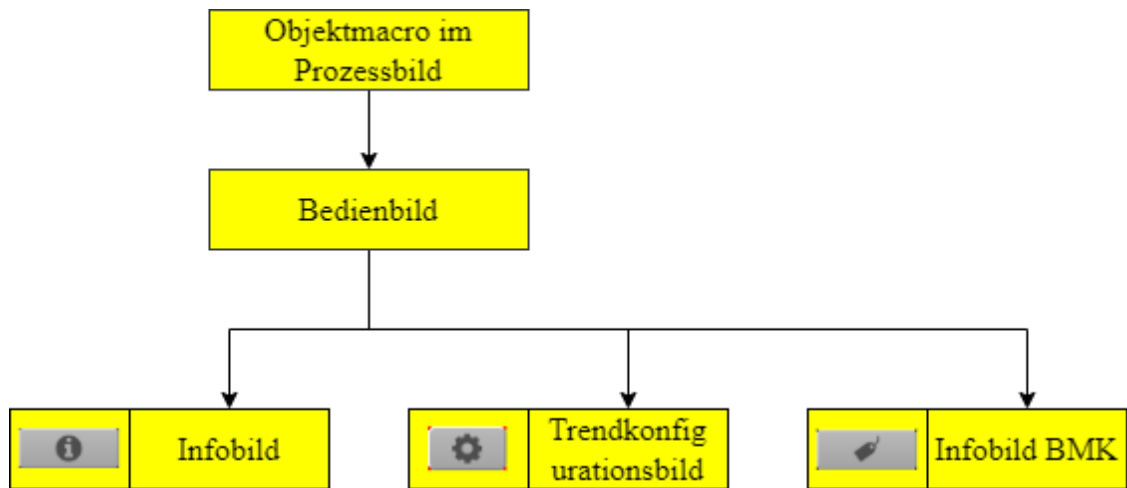 Objektmacro im
Prozessbild
Bedienbild
Infobild
Trendkonfig
urationsbild
Infobild BMK